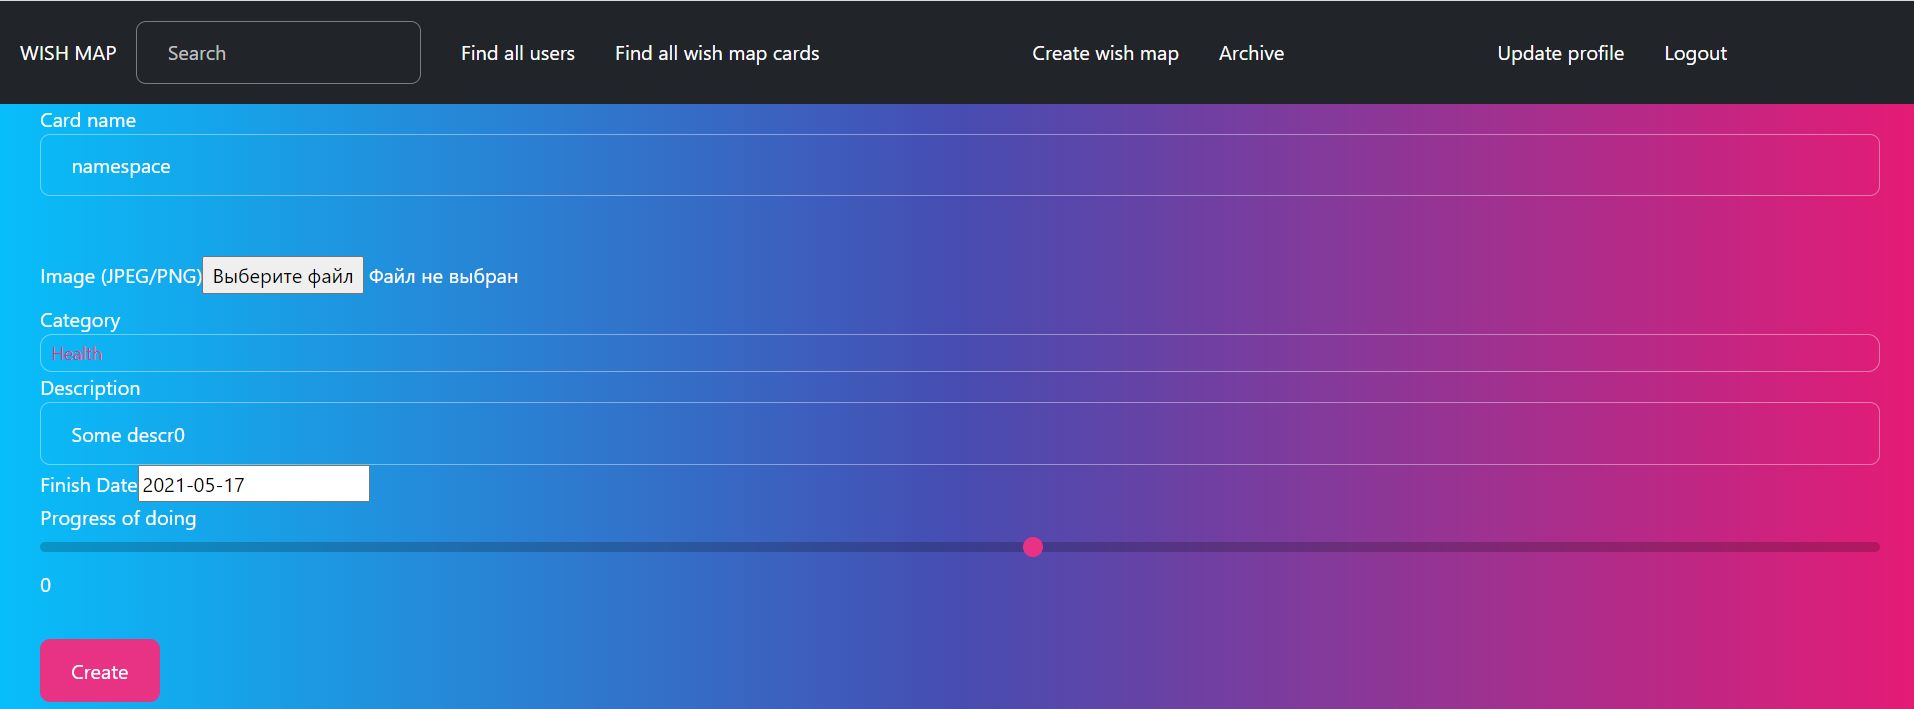 WISH MAP Search Find all users Find all wish map cards Create wish map Archive Update profile Logout
Card name
namespace
Image (JPEG/PNG) Выберите файл Файл не выбран
Category
Health
Description
Some descr0
Finish Date 2021-05-17
Progress of doing
0
Create